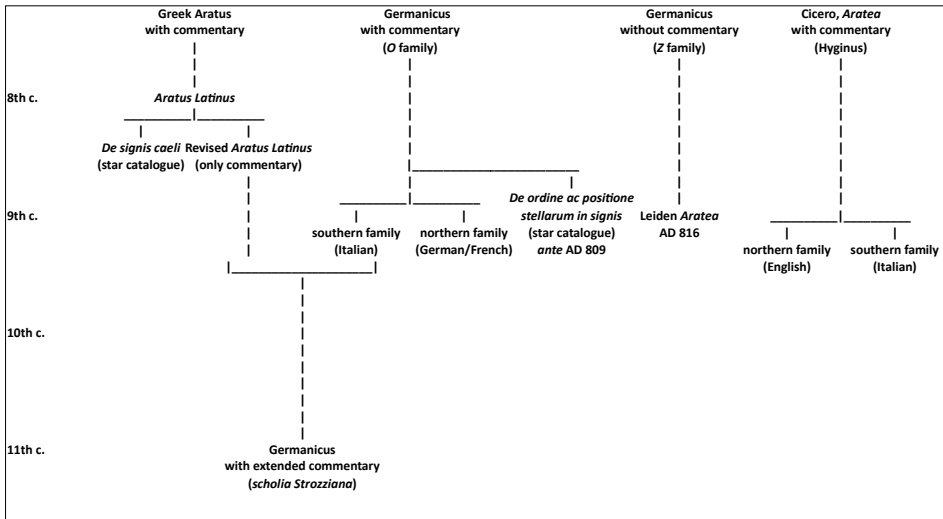 Greek Aratus
with commentary
Germanicus
with commentary
(O family)
Germanicus
without commentary
(Z family)
Cicero, Aratea
with commentary
(Hyginus)
8th c.
Aratus Latinus
De signis caeli
(star catalogue)
Revised Aratus Latinus
(only commentary)
De ordine ac positione
stellarum in signis
(star catalogue)
ante AD 809
9th c.
southern family
(Italian)
northern family
(German/French)
Leiden Aratea
AD 816
northern family
(English)
southern family
(Italian)
10th c.
11th c.
Germanicus
with extended commentary
(scholia Strozziana)